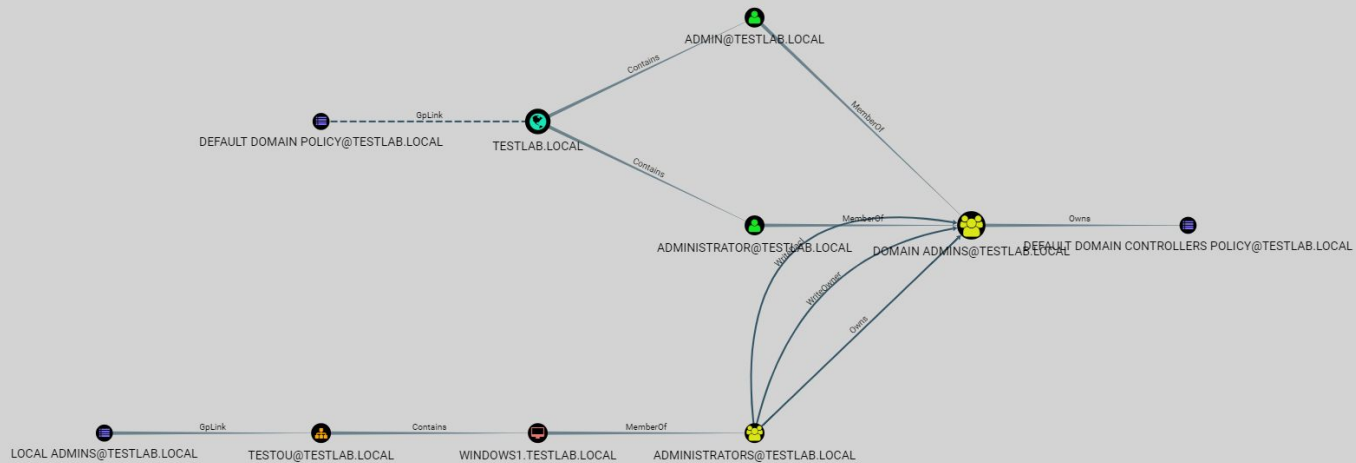 ADMIN@TESTLAB.LOCAL
Contains
MemberOf
GpLink
DEFAULT DOMAIN POLICY@TESTLAB.LOCAL
TESTLAB.LOCAL
Contains
MemberOf
Owns
ADMINISTRATOR@TESTLAB.LOCAL
DOMAIN ADMINS@TESTLAB.LOCAL
DEFAULT DOMAIN CONTROLLERS POLICY@TESTLAB.LOCAL
WriteOwner
Owns
GpLink
Contains
MemberOf
LOCAL ADMINS@TESTLAB.LOCAL
TESTOU@TESTLAB.LOCAL
WINDOWS1.TESTLAB.LOCAL
ADMINISTRATORS@TESTLAB.LOCAL